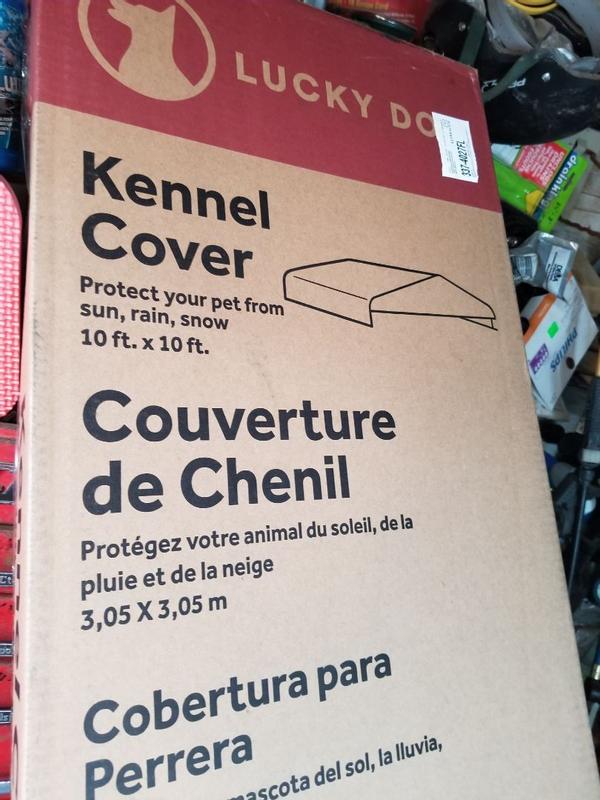 LUCKY DO
337-4027FL
Kennel
Cover
Protect your pet from
sun, rain, snow
10 ft. x 10 ft.
Couverture
de Chenil
Protégez votre animal du soleil, de la
pluie et de la neige
3,05 X 3,05 m
Cobertura para
Perrera
mascota del sol, la lluvia,